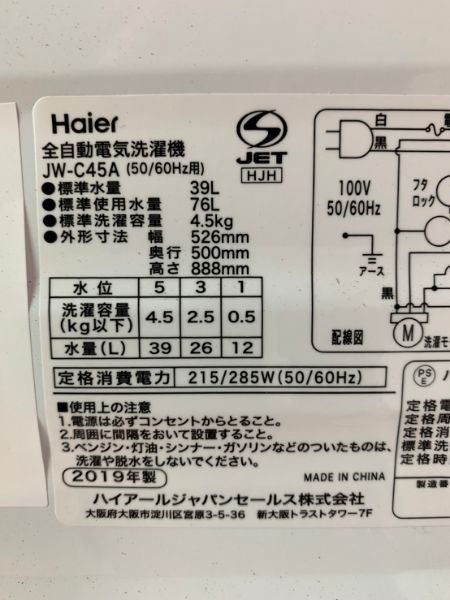 Haier
全自動電気洗濯機
JW-C45A (50/60Hz用)
●標準水量 39L
●標準使用水量 76L
●標準洗濯容量 4.5kg
●外形寸法 幅 526mm
奥行 500mm
高さ 888mm
JET
HJH
水位 5 3 1
洗濯容量(kg以下) 4.5 2.5 0.5
水量(L) 39 26 12
定格消費電力 215/285W(50/60Hz)
■使用上の注意
1.電源は必ずコンセントからとること。
2.周囲に間隔をおいて設置すること。
3.ベンジン・灯油・シンナー・ガソリンなどのついたものは、
洗濯や脱水をしないでください。
2019年製
MADE IN CHINA
ハイアールジャパンセールス株式会社
大阪府大阪市淀川区宮原3-5-36 新大阪トラストタワー7F
白
黒
100V
50/60Hz
フタ
ロック
アース
黒
配線図
M
洗濯モー
PS
E
定格電
定格周
定格消
標準洗
定格時
製造番